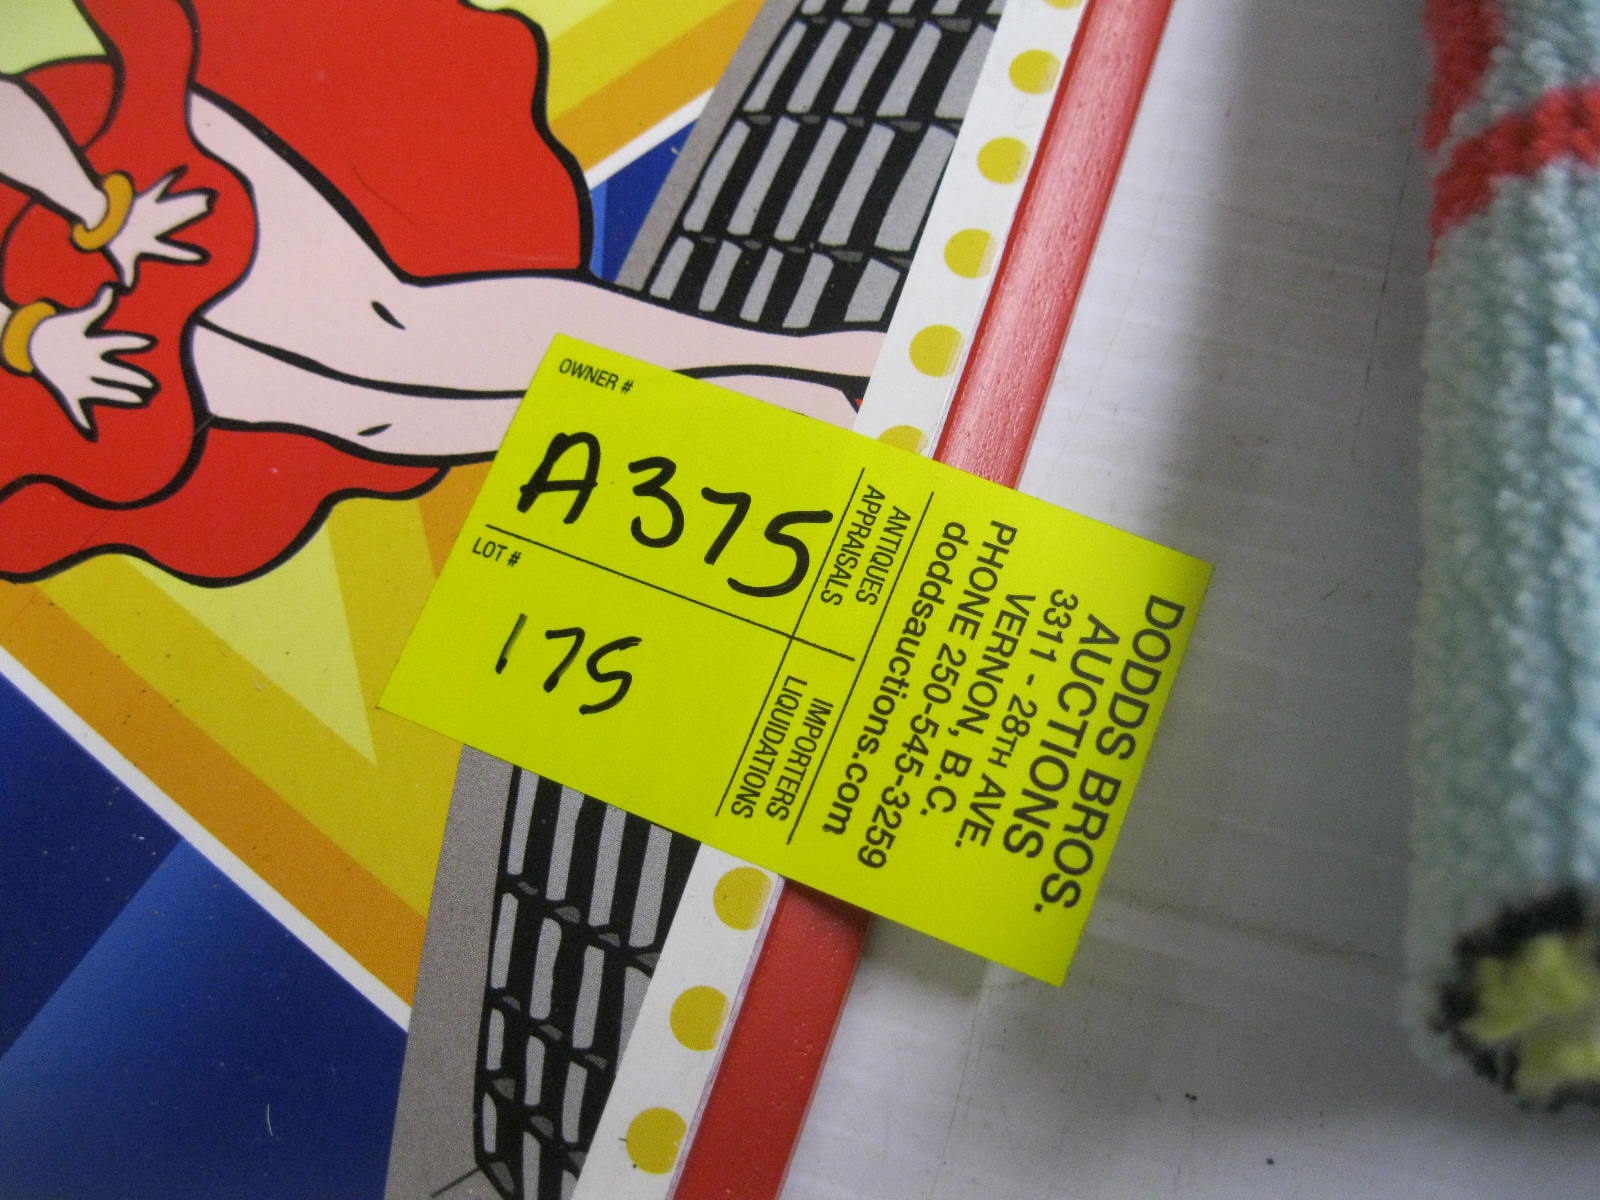 OWNER #
A375
LOT #
175
ANTIQUES
APPRAISALS
IMPORTERS
LIQUIDATIONS
DODDS BROS.
AUCTIONS
3311 - 28TH AVE.
VERNON, B.C.
PHONE 250-545-3259
doddsauctions.com